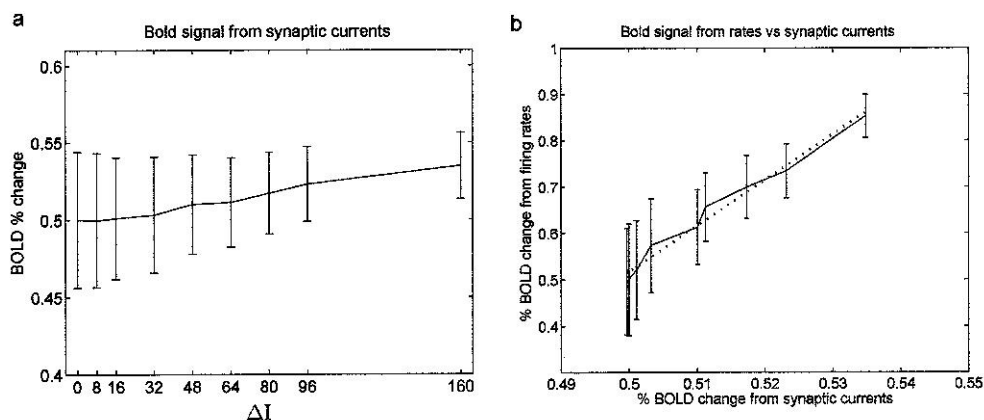 a
Bold signal from synaptic currents
0.6
0.55
0.5
0.45
0.4
BOLD % change
0 8 16 32 48 64 80 96 160
ΔI
b
Bold signal from rates vs synaptic currents
1
0.9
0.8
0.7
0.6
0.5
0.4
% BOLD change from firing rates
0.49 0.5 0.51 0.52 0.53 0.54 0.55
% BOLD change from synaptic currents